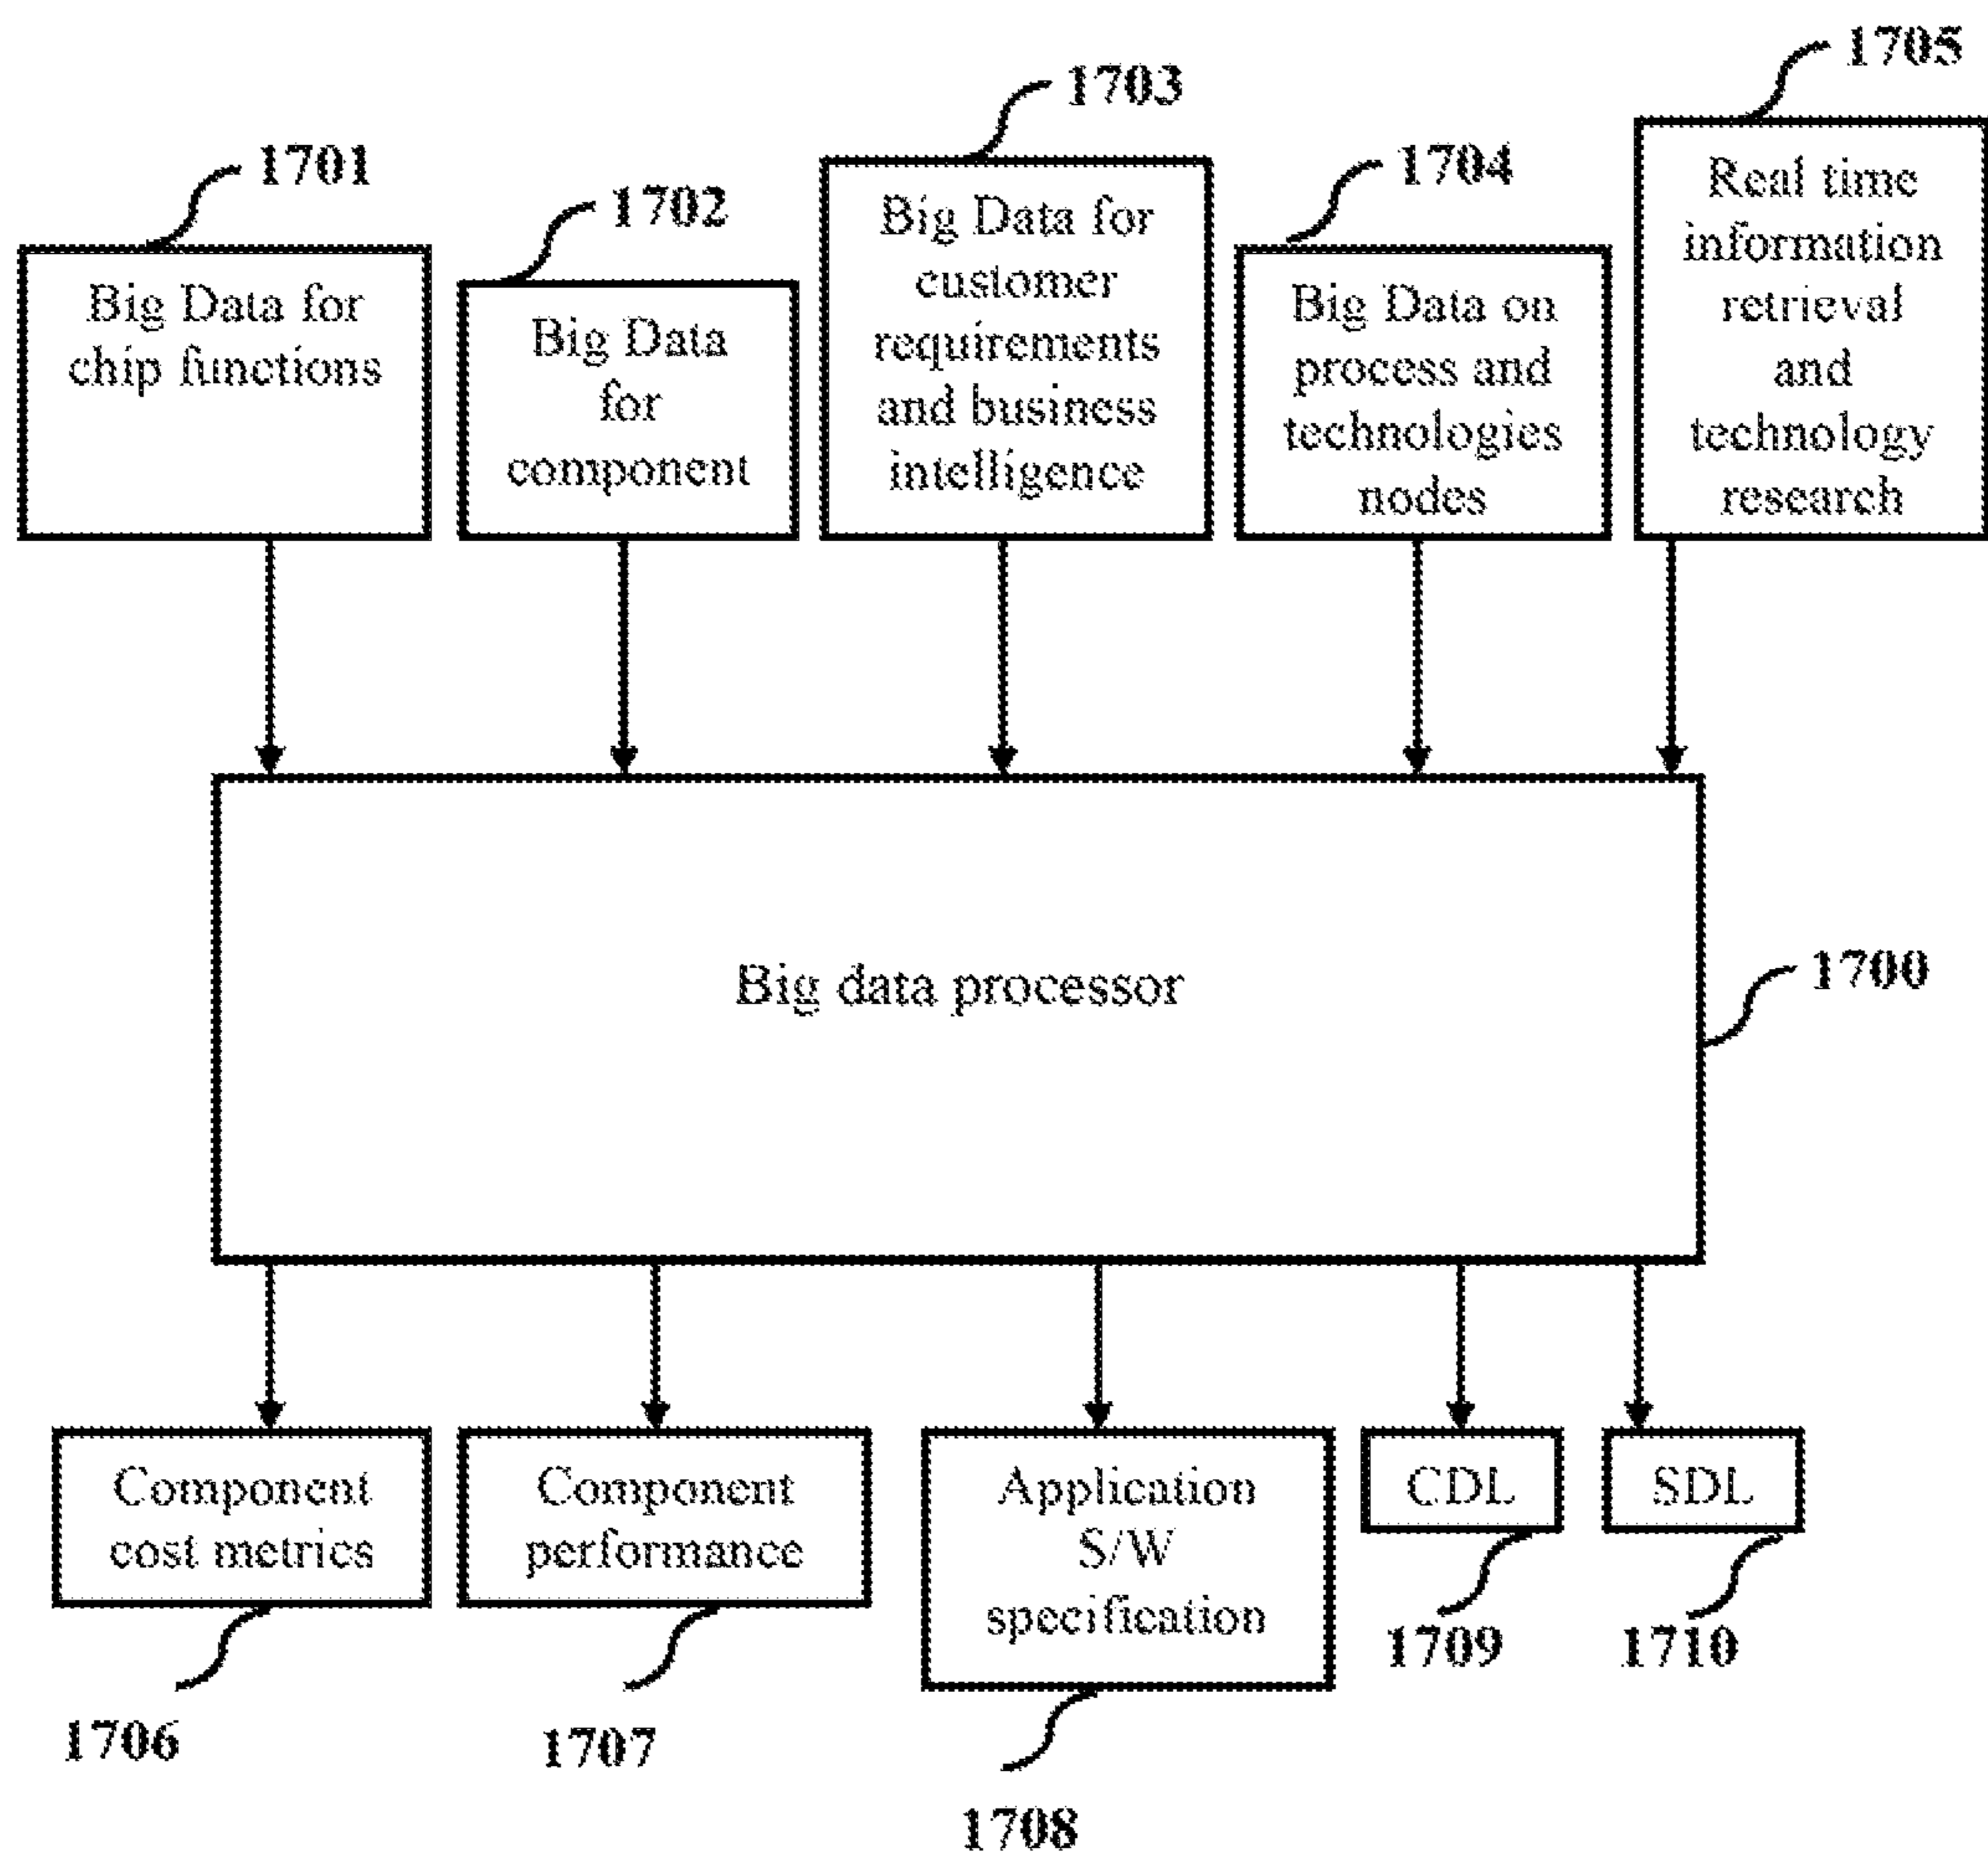 1701
Big Data for
chip functions
1702
Big Data
for
component
1703
Big Data for
customer
requirements
and business
intelligence
1704
Big Data on
process and
technologies
nodes
1705
Real time
information
retrieval
and
technology
research
Big data processor
1700
Component
cost metrics
1706
Component
performance
1707
Application
S/W
specification
1708
CDL
1709
SDL
1710